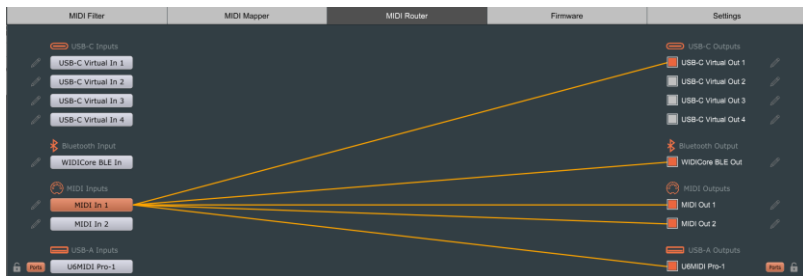 MIDI Filter MIDI Mapper MIDI Router Firmware Settings
USB-C Inputs
USB-C Virtual In 1
USB-C Virtual In 2
USB-C Virtual In 3
USB-C Virtual In 4
Bluetooth Input
WIDICore BLE In
MIDI Inputs
MIDI In 1
MIDI In 2
USB-A Inputs
Ports U6MIDI Pro-1
USB-C Outputs
USB-C Virtual Out 1
USB-C Virtual Out 2
USB-C Virtual Out 3
USB-C Virtual Out 4
Bluetooth Output
WIDICore BLE Out
MIDI Outputs
MIDI Out 1
MIDI Out 2
USB-A Outputs
U6MIDI Pro-1 Ports